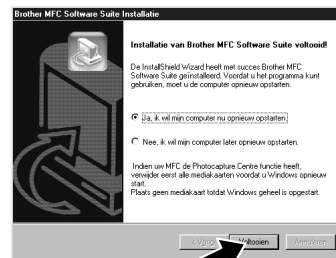 Brother MFC Software Suite Installatie
Installatie van Brother MFC Software Suite voltooid!
De InstallShield Wizard heeft met succes Brother MFC
Software Suite geïnstalleerd. Voordat u het programma kunt
gebruiken, moet u de computer opnieuw opstarten.
Ja, ik wil mijn computer nu opnieuw opstarten.
Nee, ik wil mijn computer later opnieuw opstarten.
Indien uw MFC de Photocapture Centre functie heeft,
verwijder eerst alle mediakaarten voordat u Windows opnieuw
start.
Plaats geen mediakaart totdat Windows geheel is opgestart.
Voltooien Annuleren